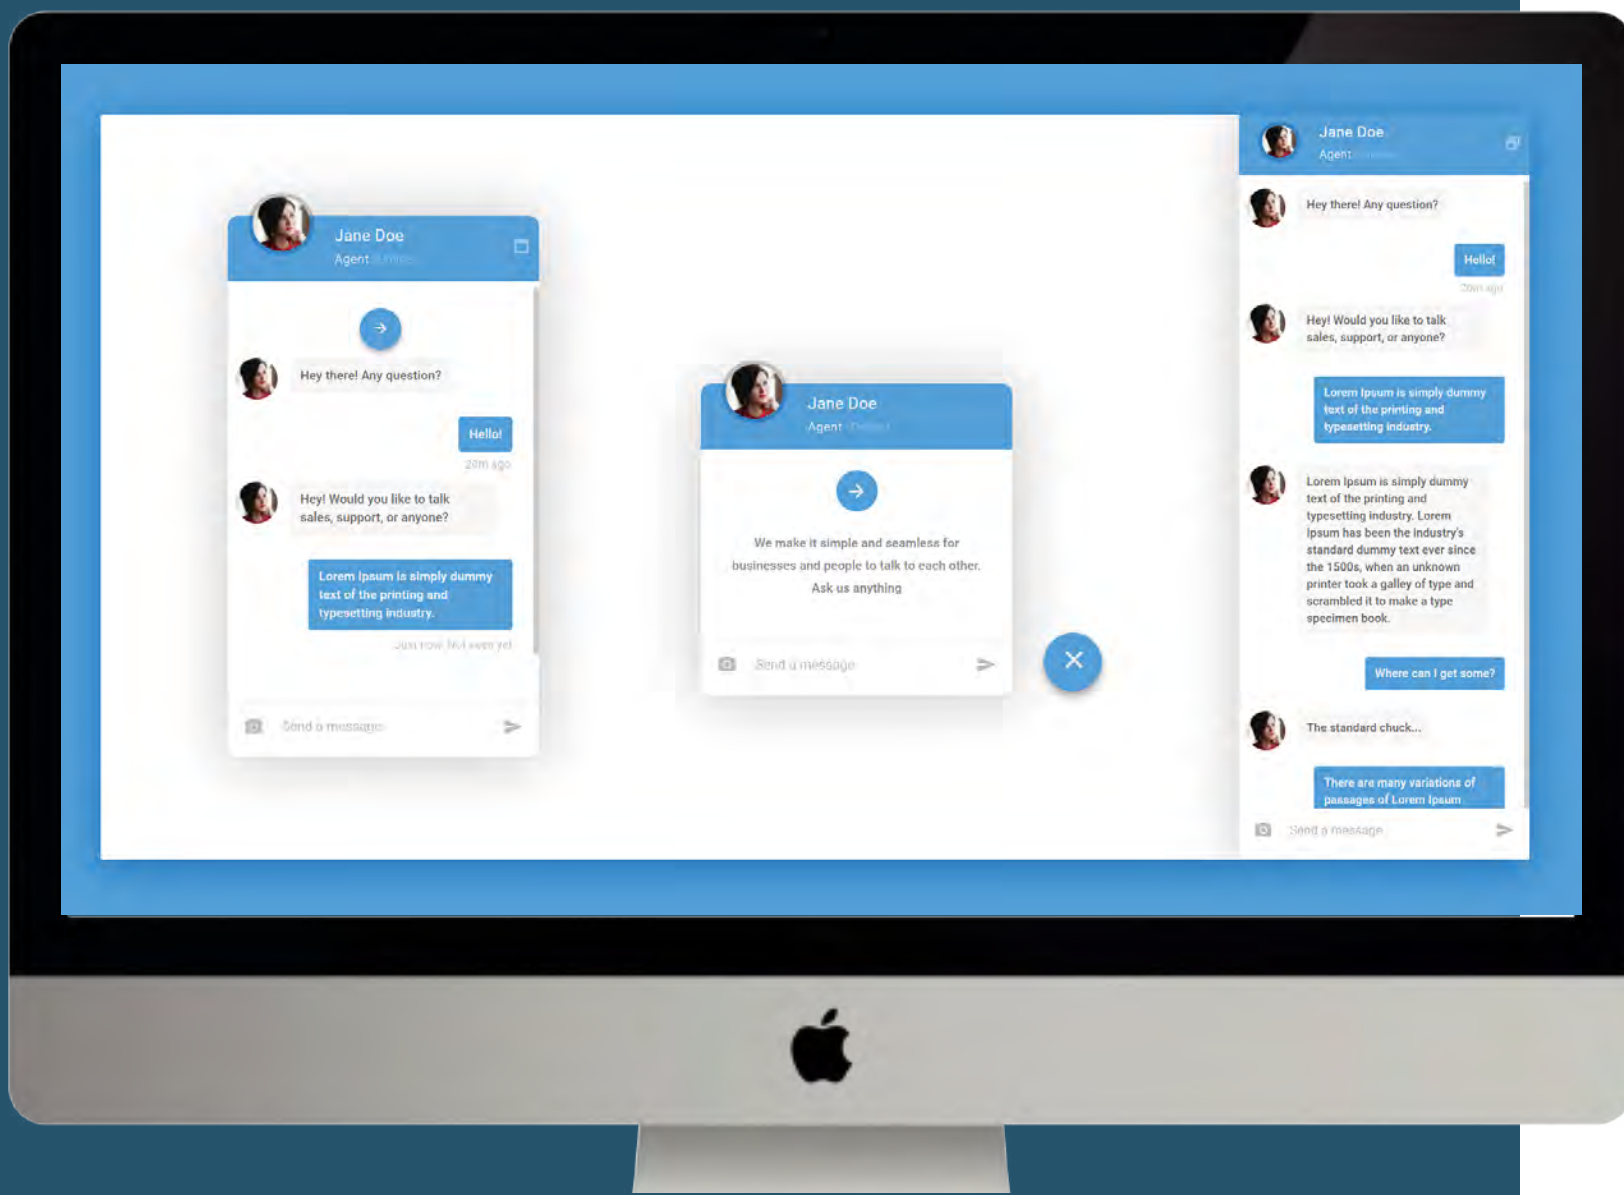 Jane Doe
Agent
Hey there! Any question?
Hello!
20m ago
Hey! Would you like to talk
sales, support, or anyone?
Lorem Ipsum is simply dummy
text of the printing and
typesetting industry.
Just now. Not seen yet
Send a message
Jane Doe
Agent
We make it simple and seamless for
businesses and people to talk to each other.
Ask us anything
Send a message
Jane Doe
Agent
Hey there! Any question?
Hello!
20m ago
Hey! Would you like to talk
sales, support, or anyone?
Lorem Ipsum is simply dummy
text of the printing and
typesetting industry.
Lorem Ipsum is simply dummy
text of the printing and
typesetting industry. Lorem
Ipsum has been the industry's
standard dummy text ever since
the 1500s, when an unknown
printer took a galley of type and
scrambled it to make a type
specimen book.
Where can I get some?
The standard chuck...
There are many variations of
passages of Lorem Ipsum
Send a message